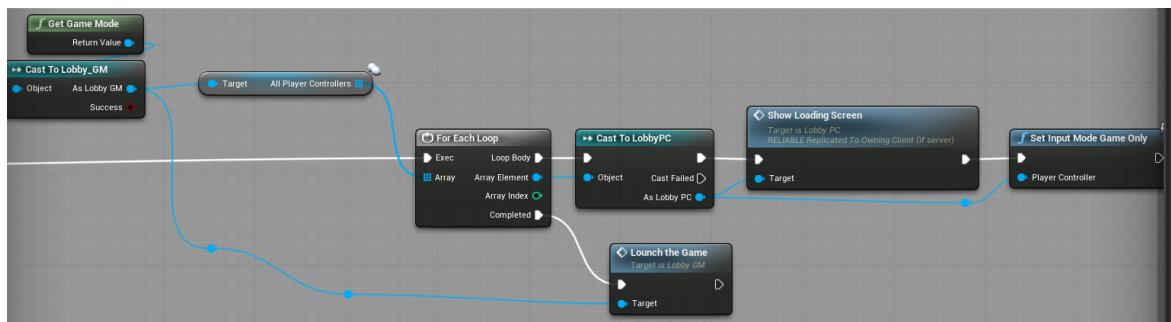 Get Game Mode
Return Value
Cast To Lobby_GM
Object As Lobby GM
Success
Target All Player Controllers
For Each Loop
Exec Loop Body
Array Array Element
Array Index
Completed
Cast To LobbyPC
Object Cast Failed
As Lobby PC
Show Loading Screen
Target is Lobby PC
RELIABLE Replicated To Owning Client (if server)
Target
Set Input Mode Game Only
Player Controller
Lounch the Game
Target is Lobby GM
Target